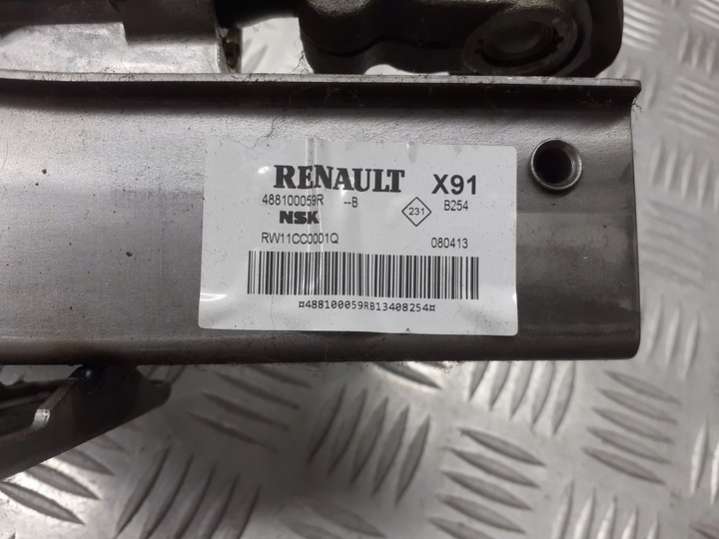 RENAULT X91
488100059R --B 231 B254
NSK
RW11CC0001Q 080413
¤488100059RB13408254¤